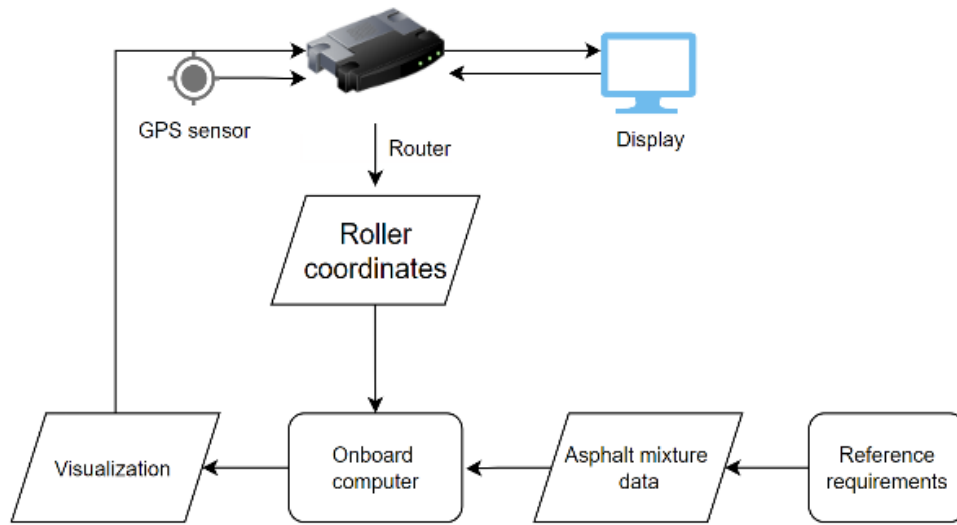 GPS sensor
Display
Router
Roller
coordinates
Visualization
Onboard
computer
Asphalt mixture
data
Reference
requirements